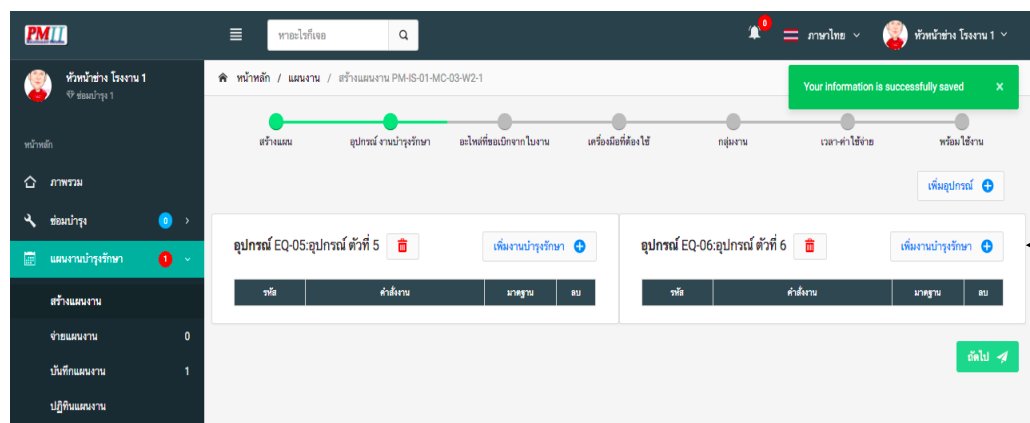 PMII
หาอะไรก็เจอ
0
ภาษาไทย
หัวหน้าช่าง โรงงาน 1
หัวหน้าช่าง โรงงาน 1
ซ่อมบำรุง 1
หน้าหลัก / แผนงาน / สร้างแผนงาน PM-IS-01-MC-03-W2-1
Your information is successfully saved x
สร้างแผน อุปกรณ์ งานบำรุงรักษา อะไหล่ที่ขอเบิกจากใบงาน เครื่องมือที่ต้องใช้ กลุ่มงาน เวลา-ค่าใช้จ่าย พร้อมใช้งาน
หน้าหลัก
ภาพรวม
ซ่อมบำรุง 0
แผนงานบำรุงรักษา 1
สร้างแผนงาน
จ่ายแผนงาน 0
บันทึกแผนงาน 1
ปฏิทินแผนงาน
เพิ่มอุปกรณ์
อุปกรณ์ EQ-05:อุปกรณ์ ตัวที่ 5
เพิ่มงานบำรุงรักษา
รหัส คำสั่งงาน มาตรฐาน ลบ
อุปกรณ์ EQ-06:อุปกรณ์ ตัวที่ 6
เพิ่มงานบำรุงรักษา
รหัส คำสั่งงาน มาตรฐาน ลบ
ถัดไป